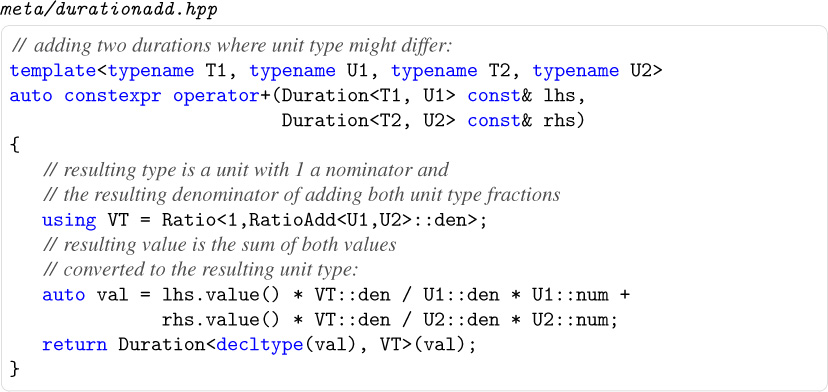 meta/durationadd.hpp
// adding two durations where unit type might differ:
template<typename T1, typename U1, typename T2, typename U2>
auto constexpr operator+(Duration<T1, U1> const& lhs,
                         Duration<T2, U2> const& rhs)
{
   // resulting type is a unit with 1 a nominator and
   // the resulting denominator of adding both unit type fractions
   using VT = Ratio<1,RatioAdd<U1,U2>::den>;
   // resulting value is the sum of both values
   // converted to the resulting unit type:
   auto val = lhs.value() * VT::den / U1::den * U1::num +
              rhs.value() * VT::den / U2::den * U2::num;
   return Duration<decltype(val), VT>(val);
}